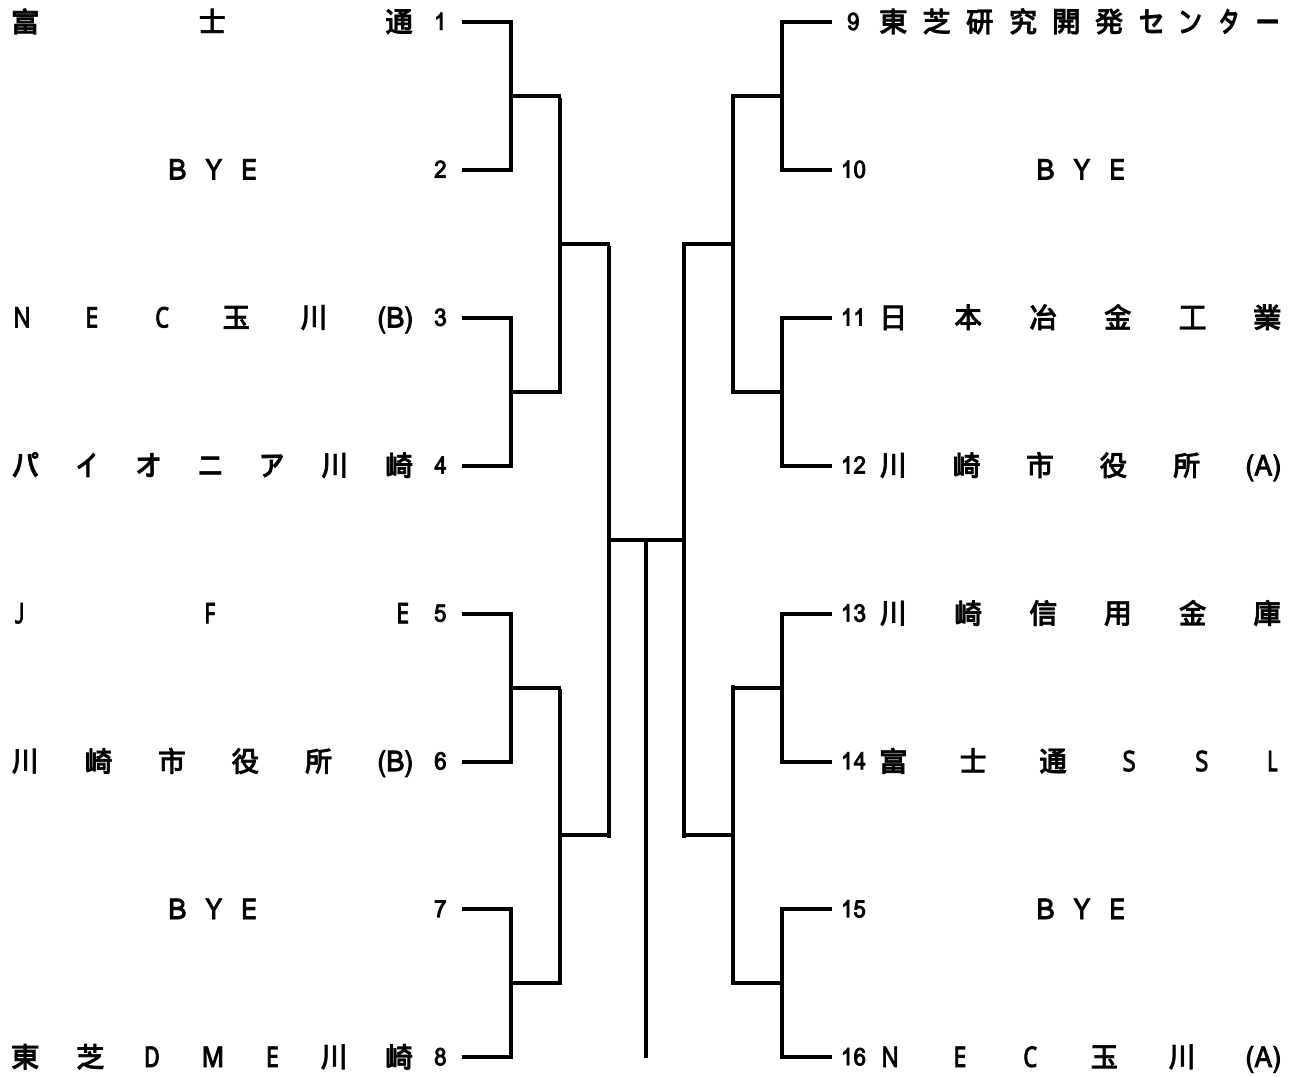 富士通 1
BYE 2
NEC玉川(B) 3
パイオニア川崎 4
JFE 5
川崎市役所(B) 6
BYE 7
東芝DME川崎 8
9 東芝研究開発センター
10 BYE
11 日本冶金工業
12 川崎市役所(A)
13 川崎信用金庫
14 富士通SSL
15 BYE
16 NEC玉川(A)